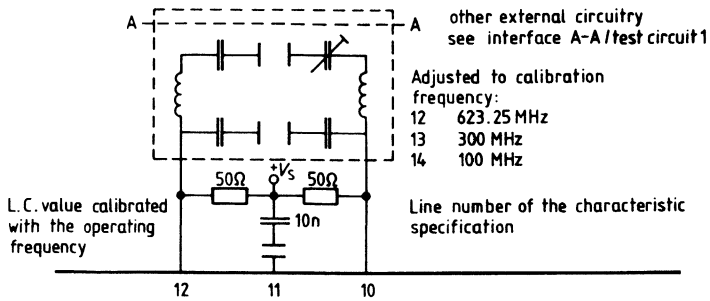 A
A
other external circuitry
see interface A-A/test circuit 1
Adjusted to calibration
frequency:
12 623.25 MHz
13 300 MHz
14 100 MHz
+VS
50Ω
50Ω
10n
L.C. value calibrated
with the operating
frequency
Line number of the characteristic
specification
12
11
10